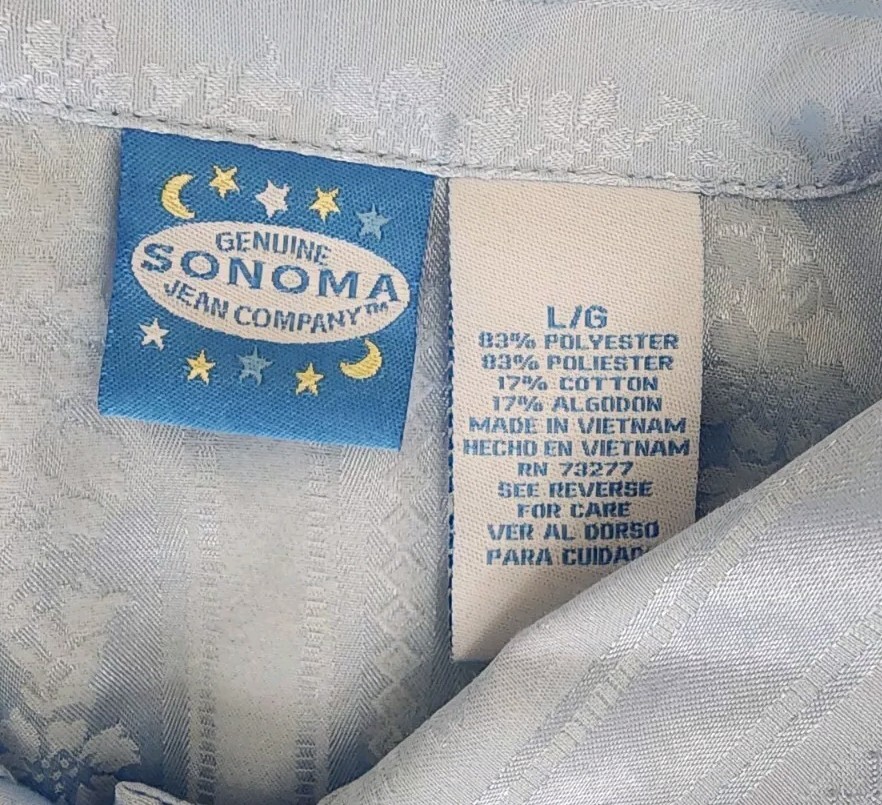 GENUINE
SONOMA
JEAN COMPANY™
L/G
83% POLYESTER
83% POLIESTER
17% COTTON
17% ALGODON
MADE IN VIETNAM
HECHO EN VIETNAM
RN 73277
SEE REVERSE
FOR CARE
VER AL DORSO
PARA